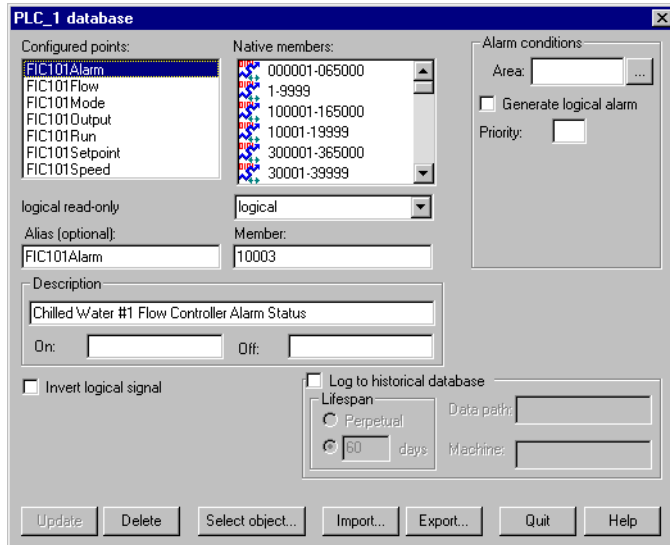 PLC_1 database
Configured points:
FIC101Alarm
FIC101Flow
FIC101Mode
FIC101Output
FIC101Run
FIC101Setpoint
FIC101Speed
Native members:
000001-065000
1-9999
100001-165000
10001-19999
300001-365000
30001-39999
Alarm conditions
Area:
...
Generate logical alarm
Priority:
logical read-only
logical
Alias (optional):
Member:
FIC101Alarm
10003
Description
Chilled Water #1 Flow Controller Alarm Status
On:
Off:
Invert logical signal
Log to historical database
Lifespan
Perpetual
60 days
Data path:
Machine:
Update
Delete
Select object...
Import...
Export...
Quit
Help